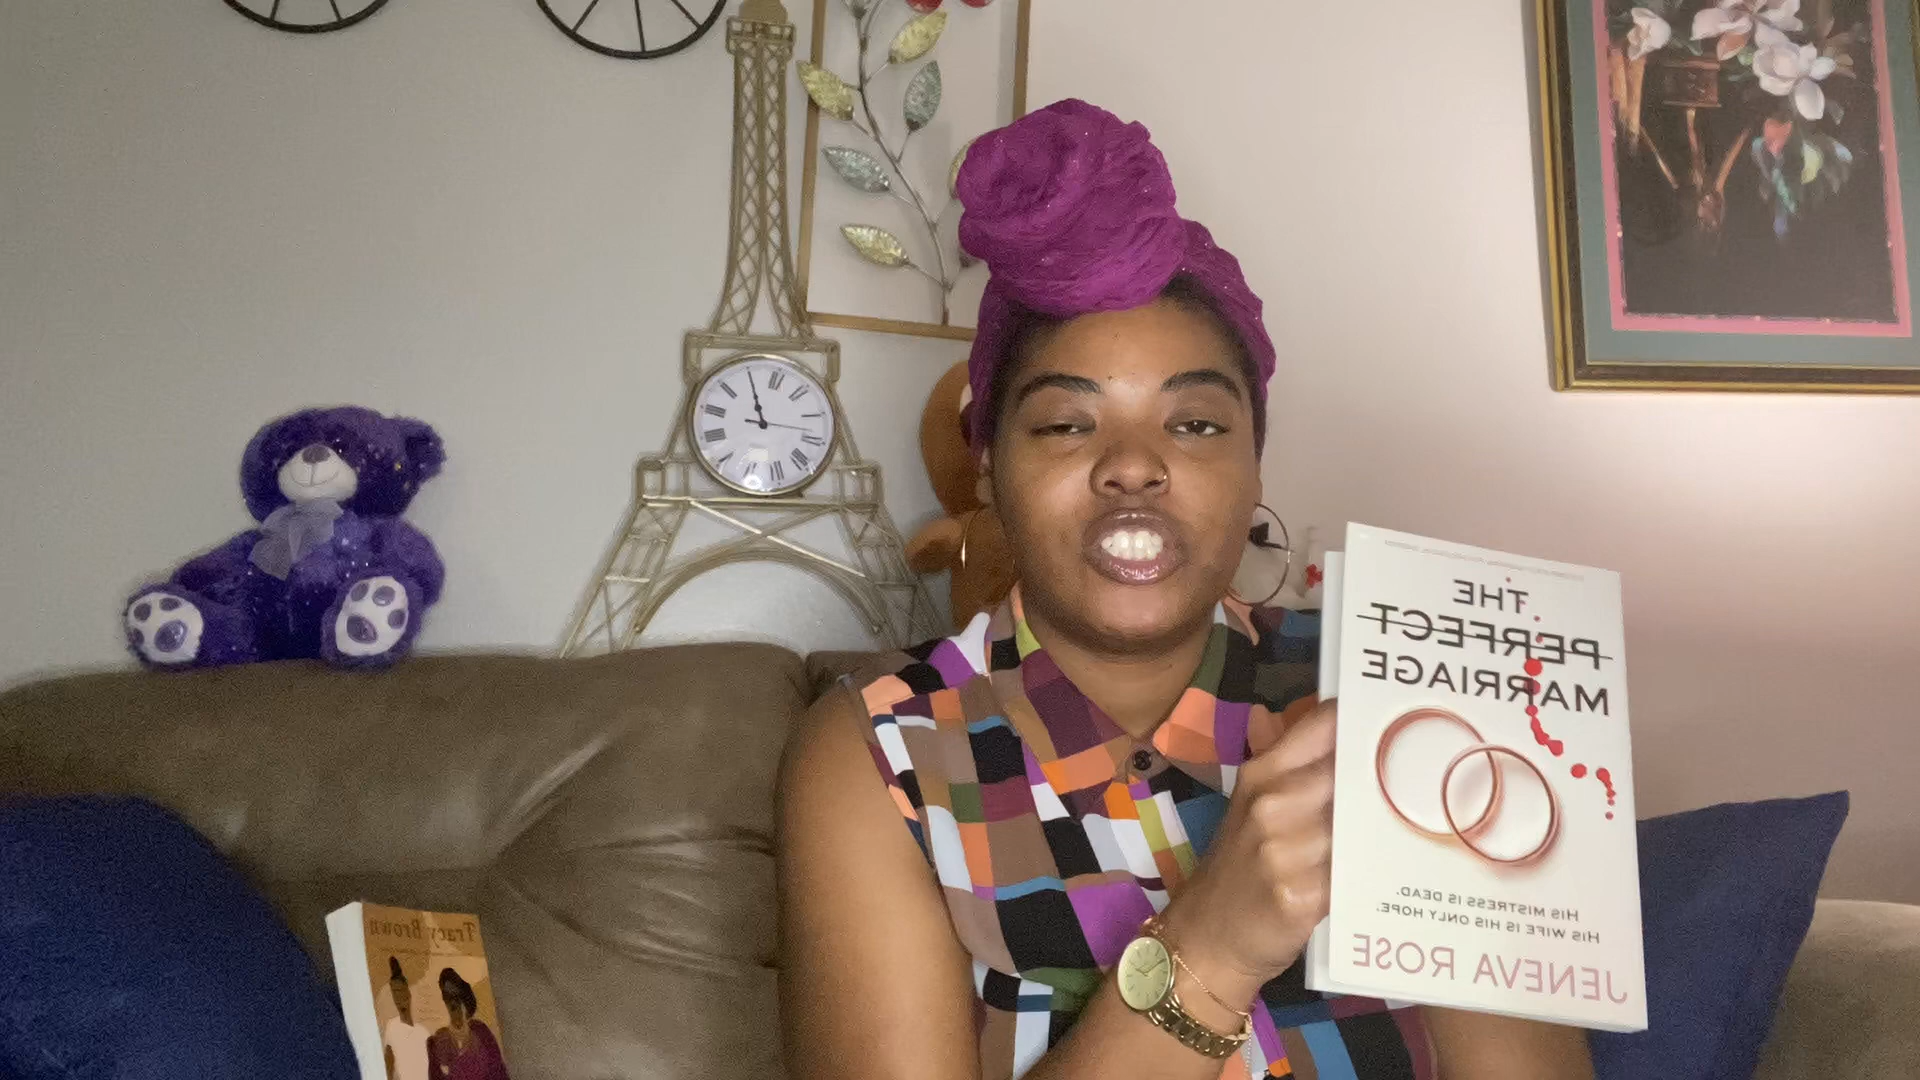 THE
PERFECT
MARRIAGE
HIS MISTRESS IS DEAD.
HIS WIFE IS HIS ONLY HOPE.
JENEVA ROSE
Tracy Brown